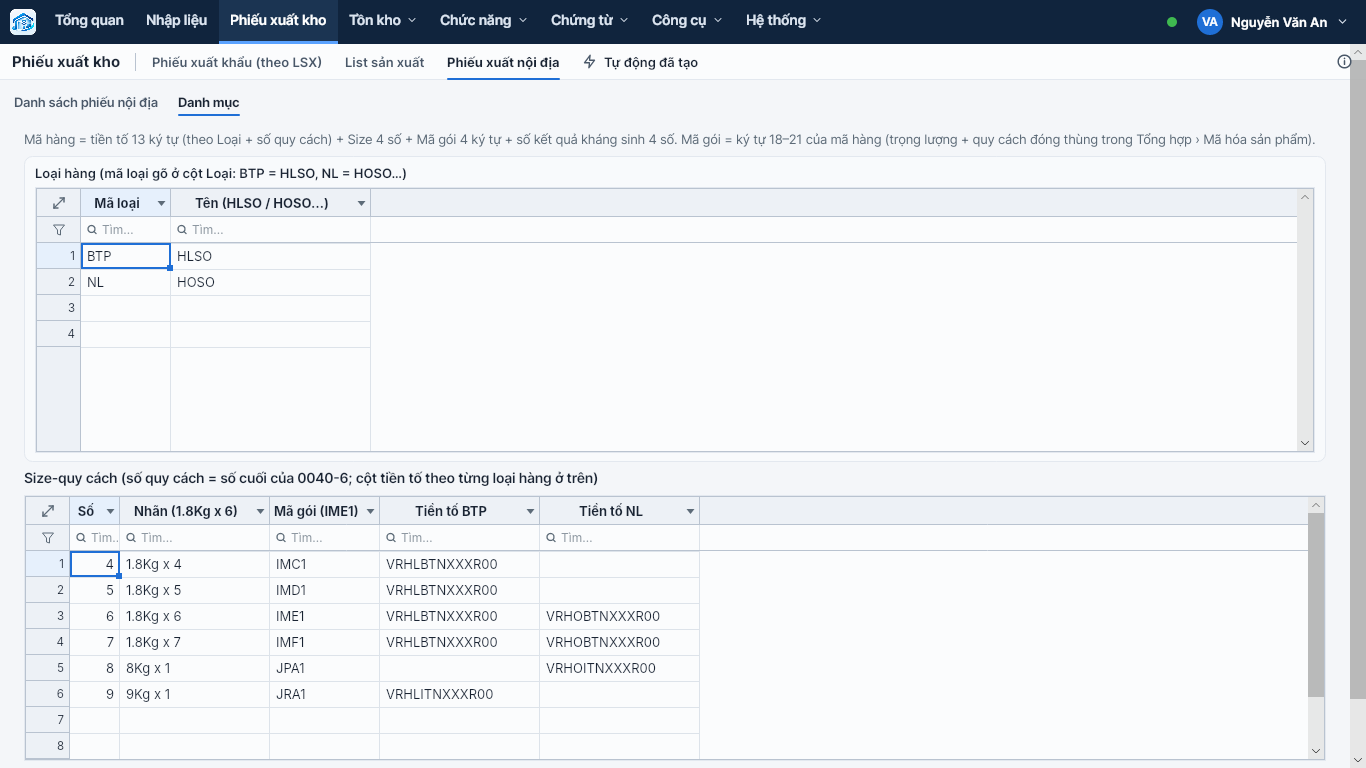 Tổng quan Nhập liệu Phiếu xuất kho Tồn kho Chức năng Chứng từ Công cụ Hệ thống VA Nguyễn Văn An
Phiếu xuất kho Phiếu xuất khẩu (theo LSX) List sản xuất Phiếu xuất nội địa Tự động đã tạo
Danh sách phiếu nội địa Danh mục
Mã hàng = tiền tố 13 ký tự (theo Loại + số quy cách) + Size 4 số + Mã gói 4 ký tự + số kết quả kháng sinh 4 số. Mã gói = ký tự 18–21 của mã hàng (trọng lượng + quy cách đóng thùng trong Tổng hợp › Mã hóa sản phẩm).
Loại hàng (mã loại gõ ở cột Loại: BTP = HLSO, NL = HOSO…)
Mã loại Tên (HLSO / HOSO…)
Tìm… Tìm…
1 BTP HLSO
2 NL HOSO
3
4
Size-quy cách (số quy cách = số cuối của 0040-6; cột tiền tố theo từng loại hàng ở trên)
Số Nhãn (1.8Kg x 6) Mã gói (IME1) Tiền tố BTP Tiền tố NL
Tìm.. Tìm… Tìm… Tìm… Tìm…
1 4 1.8Kg x 4 IMC1 VRHLBTNXXXR00
2 5 1.8Kg x 5 IMD1 VRHLBTNXXXR00
3 6 1.8Kg x 6 IME1 VRHLBTNXXXR00 VRHOBTNXXXR00
4 7 1.8Kg x 7 IMF1 VRHLBTNXXXR00 VRHOBTNXXXR00
5 8 8Kg x 1 JPA1 VRHOITNXXXR00
6 9 9Kg x 1 JRA1 VRHLITNXXXR00
7
8